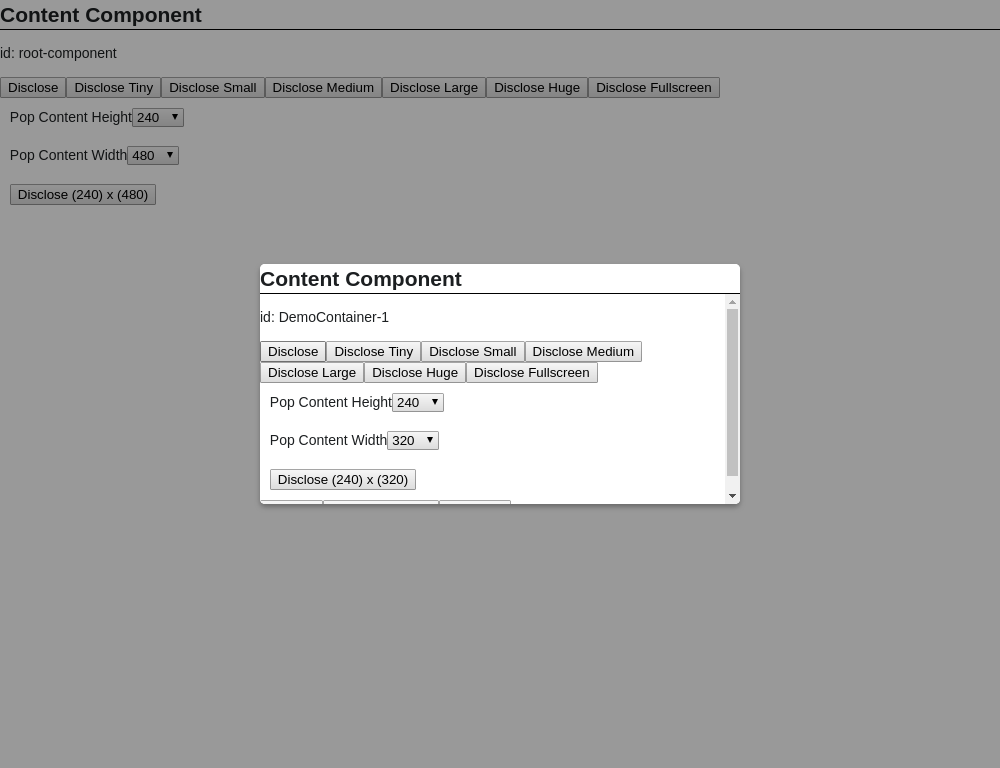 Content Component
id: root-component
Disclose Disclose Tiny Disclose Small Disclose Medium Disclose Large Disclose Huge Disclose Fullscreen
Pop Content Height 240
Pop Content Width 480
Disclose (240) x (480)
Content Component
id: DemoContainer-1
Disclose Disclose Tiny Disclose Small Disclose Medium
Disclose Large Disclose Huge Disclose Fullscreen
Pop Content Height 240
Pop Content Width 320
Disclose (240) x (320)